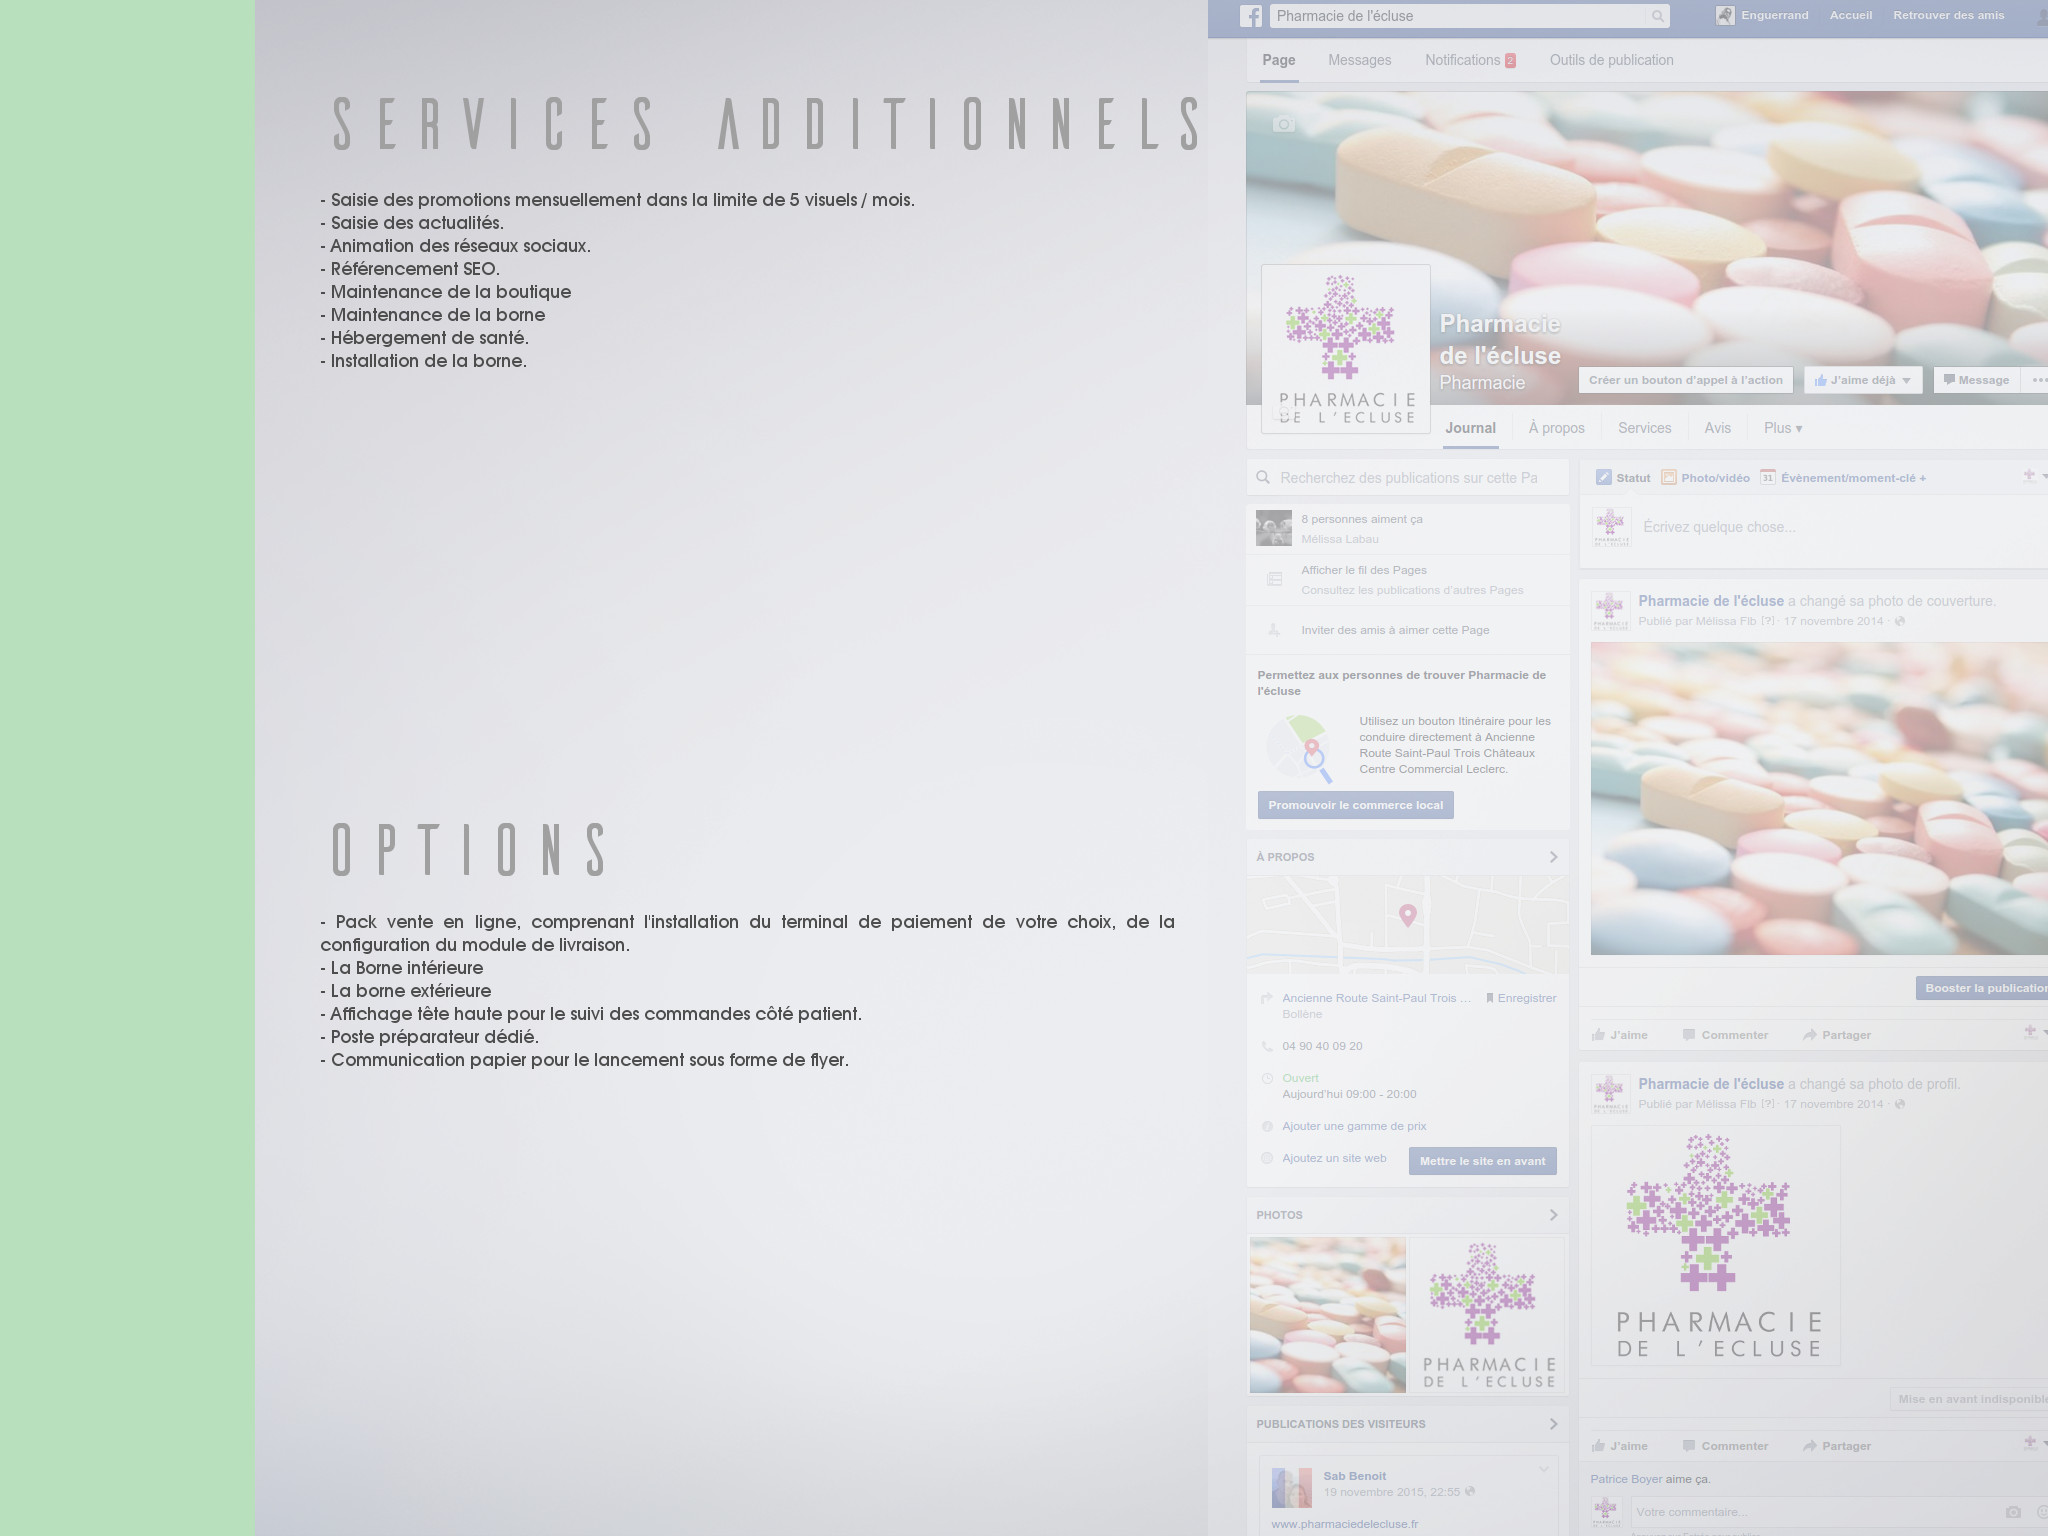 SERVICES ADDITIONNELS
- Saisie des promotions mensuellement dans la limite de 5 visuels / mois.
- Saisie des actualités.
- Animation des réseaux sociaux.
- Référencement SEO.
- Maintenance de la boutique
- Maintenance de la borne
- Hébergement de santé.
- Installation de la borne.
OPTIONS
- Pack vente en ligne, comprenant l'installation du terminal de paiement de votre choix, de la
configuration du module de livraison.
- La Borne intérieure
- La borne extérieure
- Affichage tête haute pour le suivi des commandes côté patient.
- Poste préparateur dédié.
- Communication papier pour le lancement sous forme de flyer.
Pharmacie de l'écluse
Enguerrand Accueil Retrouver des amis
Page Messages Notifications 2 Outils de publication
PHARMACIE
DE L'ECLUSE
Pharmacie
de l'écluse
Pharmacie
Créer un bouton d'appel à l'action J'aime déjà ▾ Message •••
Journal À propos Services Avis Plus ▾
Recherchez des publications sur cette Pa
8 personnes aiment ça
Mélissa Labau
Afficher le fil des Pages
Consultez les publications d'autres Pages
Inviter des amis à aimer cette Page
Permettez aux personnes de trouver Pharmacie de
l'écluse
Utilisez un bouton Itinéraire pour les
conduire directement à Ancienne
Route Saint-Paul Trois Châteaux
Centre Commercial Leclerc.
Promouvoir le commerce local
À PROPOS
Ancienne Route Saint-Paul Trois ... Enregistrer
Bollène
04 90 40 09 20
Ouvert
Aujourd'hui 09:00 - 20:00
Ajouter une gamme de prix
Ajoutez un site web Mettre le site en avant
PHOTOS
PHARMACIE
DE L'ECLUSE
PUBLICATIONS DES VISITEURS
Sab Benoit
19 novembre 2015, 22:55
www.pharmaciedelecluse.fr
Statut Photo/vidéo 31 Évènement/moment-clé +
Écrivez quelque chose...
Pharmacie de l'écluse a changé sa photo de couverture.
Publié par Mélissa Flb [?] · 17 novembre 2014 ·
Booster la publication
J'aime Commenter Partager
Pharmacie de l'écluse a changé sa photo de profil.
Publié par Mélissa Flb [?] · 17 novembre 2014 ·
PHARMACIE
DE L'ECLUSE
Mise en avant indisponible
J'aime Commenter Partager
Patrice Boyer aime ça.
Votre commentaire...